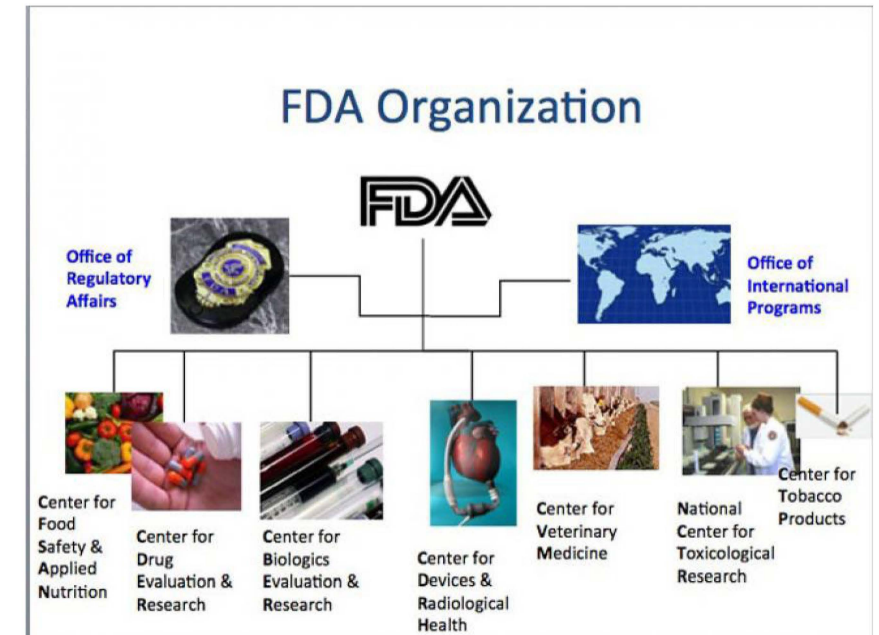 FDA Organization
FDA
Office of
Regulatory
Affairs
Office of
International
Programs
Center for
Food
Safety &
Applied
Nutrition
Center for
Drug
Evaluation &
Research
Center for
Biologics
Evaluation &
Research
Center for
Devices &
Radiological
Health
Center for
Veterinary
Medicine
National
Center for
Toxicological
Research
Center for
Tobacco
Products